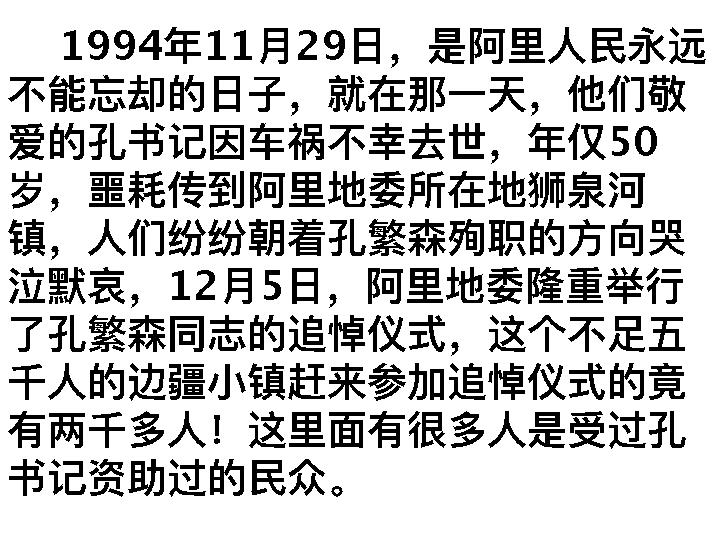 1994年11月29日，是阿里人民永远
不能忘却的日子，就在那一天，他们敬
爱的孔书记因车祸不幸去世，年仅50
岁，噩耗传到阿里地委所在地狮泉河
镇，人们纷纷朝着孔繁森殉职的方向哭
泣默哀，12月5日，阿里地委隆重举行
了孔繁森同志的追悼仪式，这个不足五
千人的边疆小镇赶来参加追悼仪式的竟
有两千多人！这里面有很多人是受过孔
书记资助过的民众。